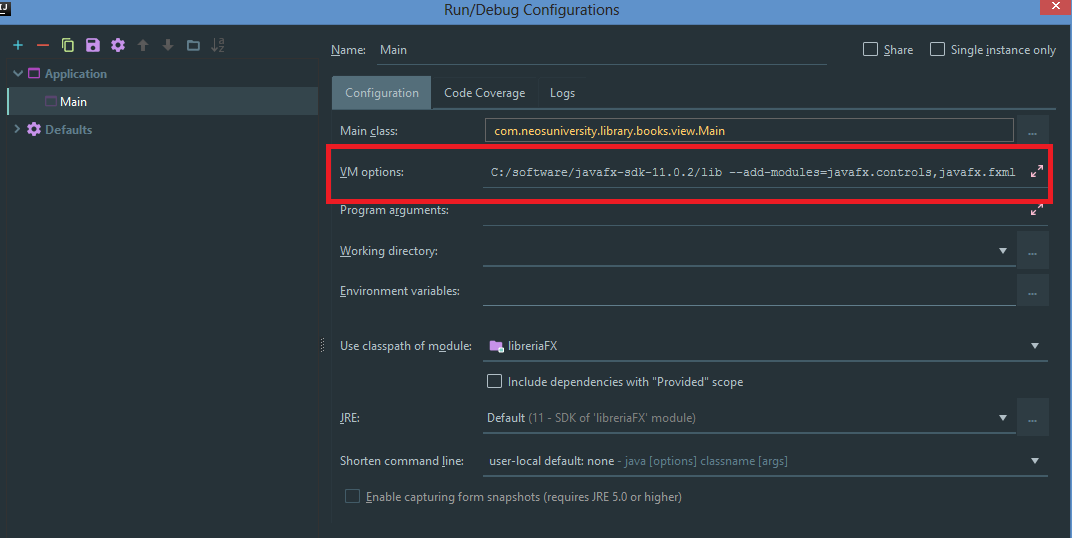 IJ
Run/Debug Configurations
Name: Main
Share
Single instance only
Application
Main
Defaults
Configuration
Code Coverage
Logs
Main class: com.neosuniversity.library.books.view.Main ...
VM options: C:/software/javafx-sdk-11.0.2/lib --add-modules=javafx.controls,javafx.fxml
Program arguments:
Working directory: ...
Environment variables: ...
Use classpath of module: libreriaFX
Include dependencies with "Provided" scope
JRE: Default (11 - SDK of 'libreriaFX' module) ...
Shorten command line: user-local default: none - java [options] classname [args]
Enable capturing form snapshots (requires JRE 5.0 or higher)